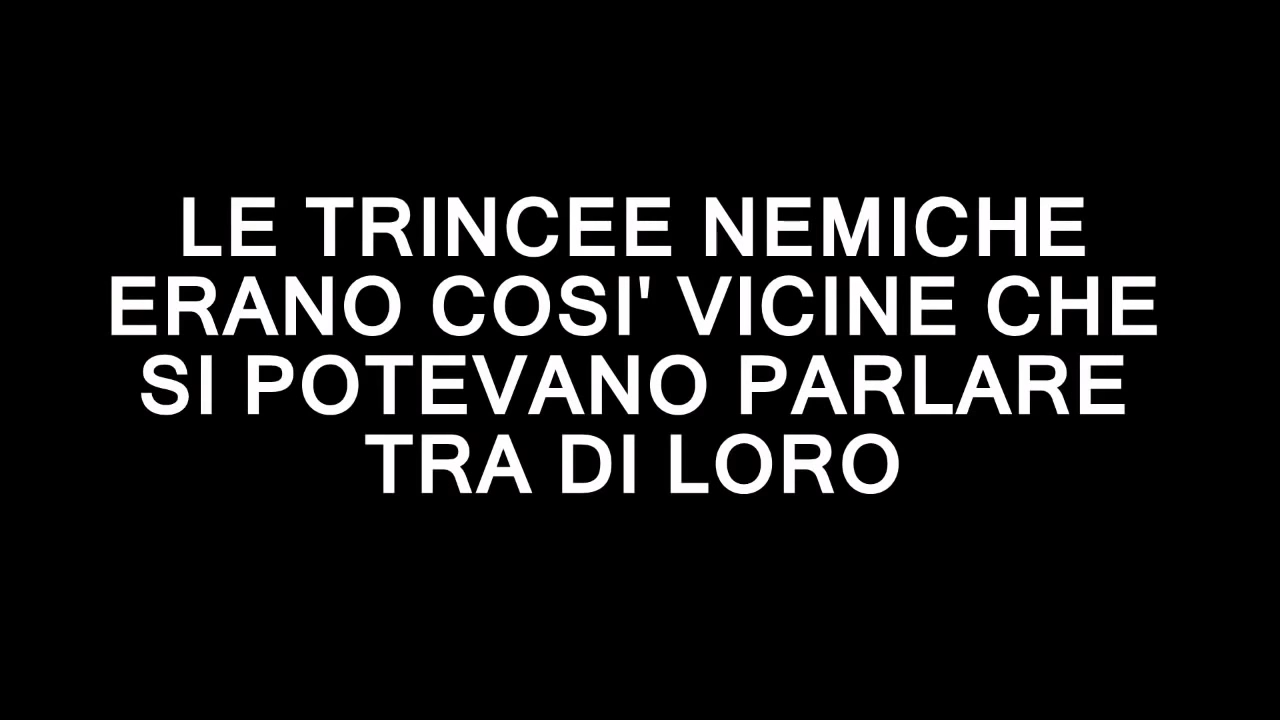 LE TRINCEE NEMICHE
ERANO COSI' VICINE CHE
SI POTEVANO PARLARE
TRA DI LORO